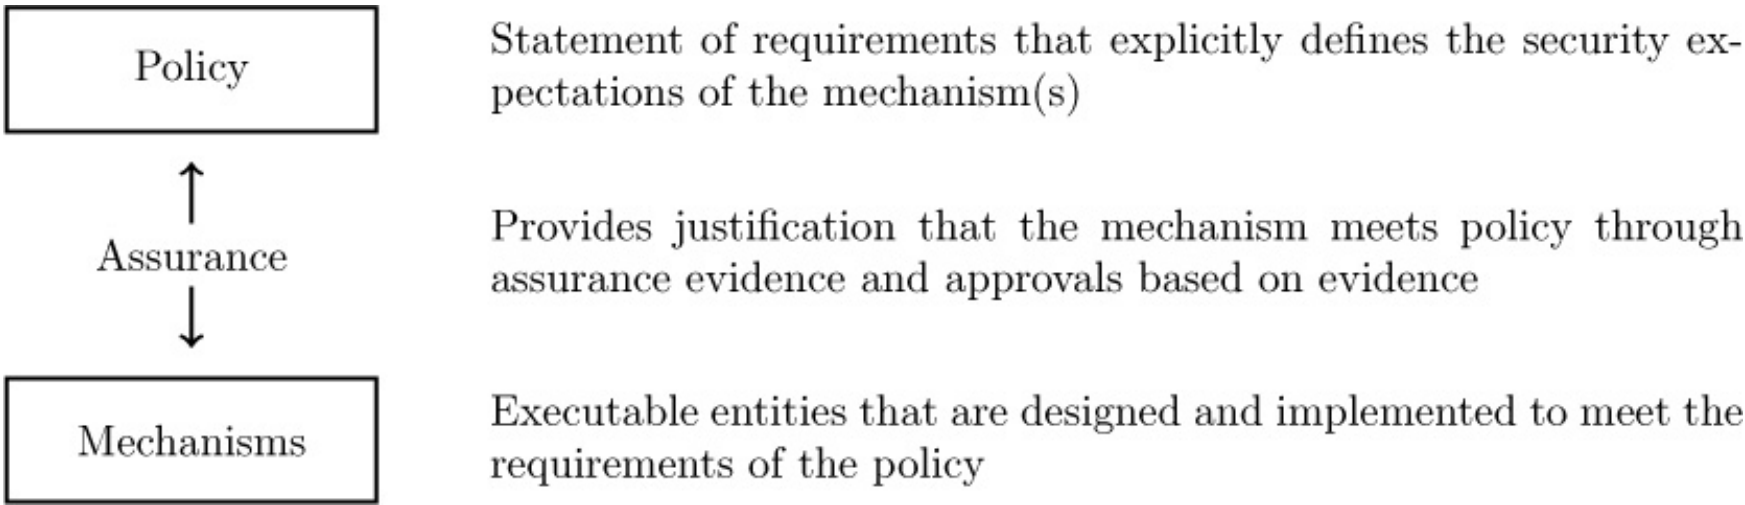 Policy
Statement of requirements that explicitly defines the security ex-
pectations of the mechanism(s)
Assurance
Provides justification that the mechanism meets policy through
assurance evidence and approvals based on evidence
Mechanisms
Executable entities that are designed and implemented to meet the
requirements of the policy